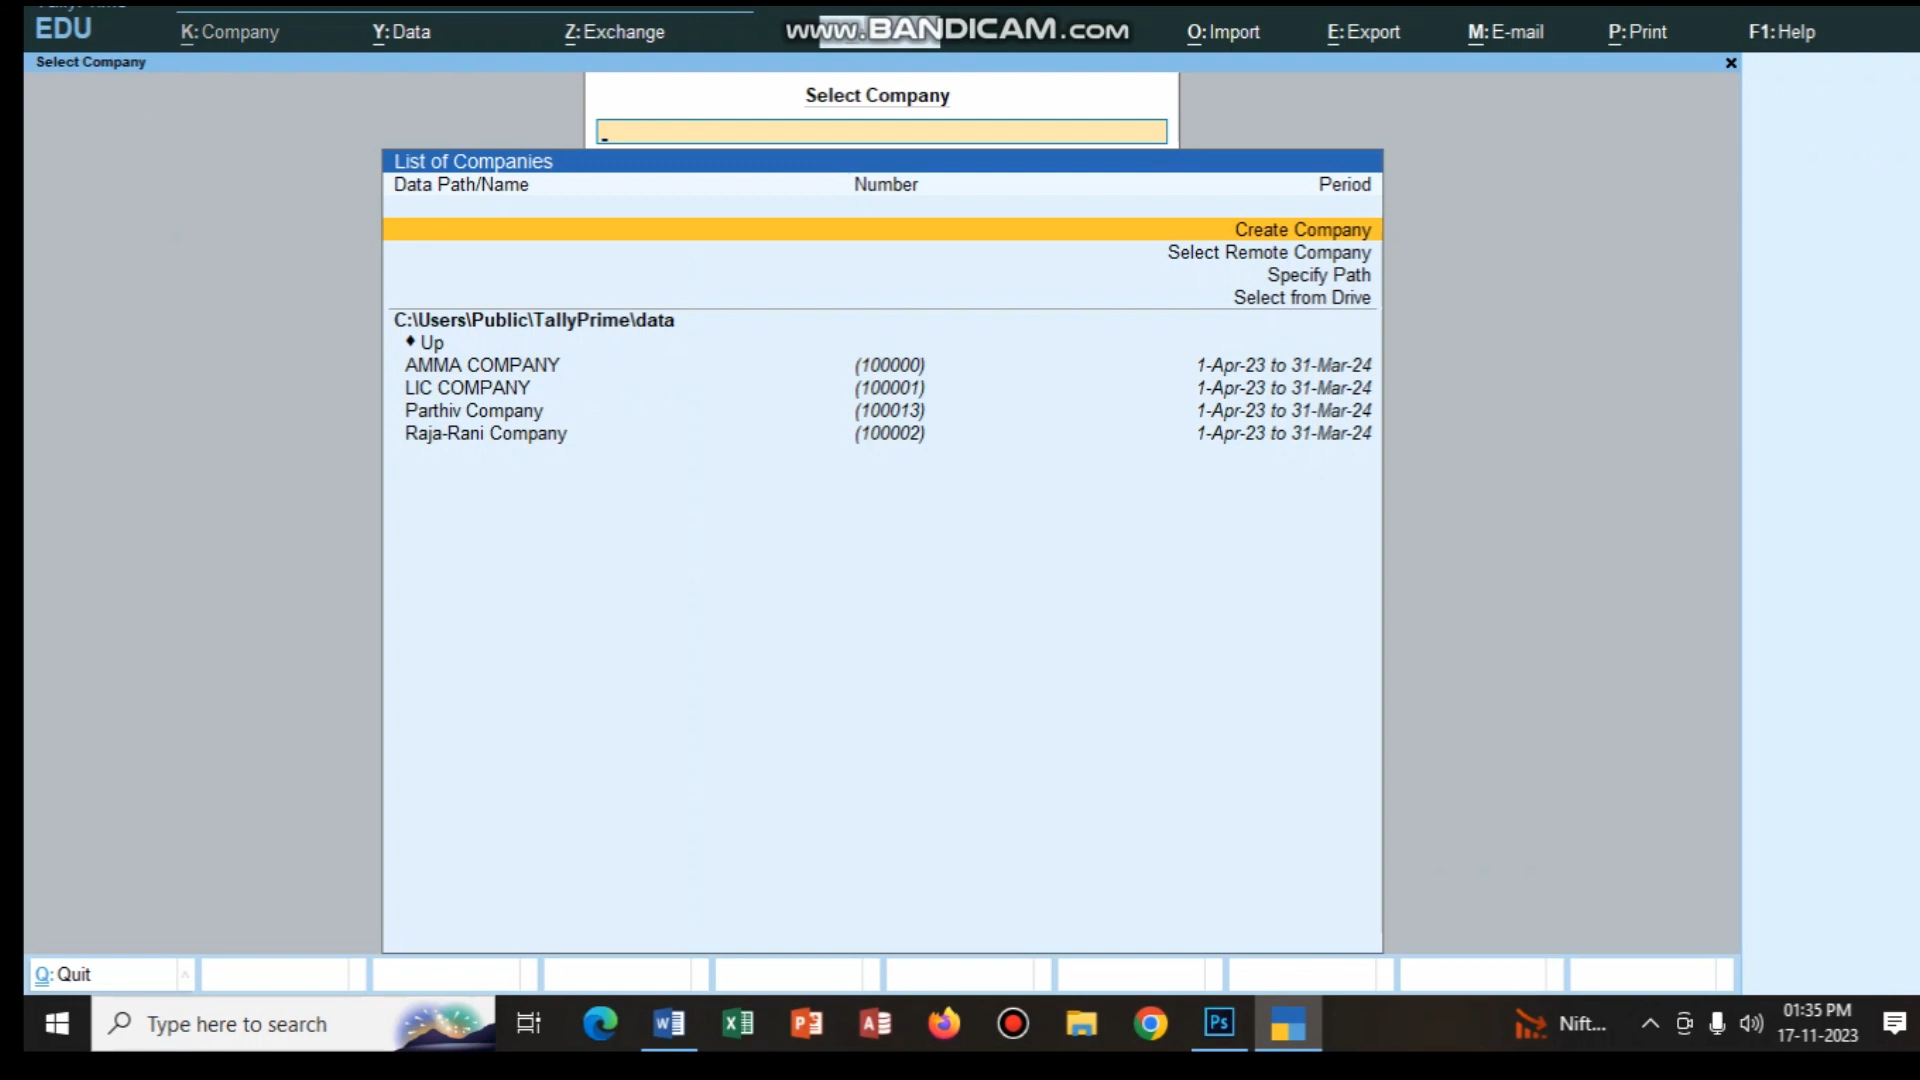 EDU
K: Company
Y: Data
Z: Exchange
www.BANDICAM.com
O: Import
E: Export
M: E-mail
P: Print
F1: Help
Select Company
Select Company
List of Companies
Data Path/Name Number Period
Create Company
Select Remote Company
Specify Path
Select from Drive
C:\Users\Public\TallyPrime\data
♦ Up
AMMA COMPANY (100000) 1-Apr-23 to 31-Mar-24
LIC COMPANY (100001) 1-Apr-23 to 31-Mar-24
Parthiv Company (100013) 1-Apr-23 to 31-Mar-24
Raja-Rani Company (100002) 1-Apr-23 to 31-Mar-24
Q: Quit
Type here to search
Ps
Nift...
01:35 PM
17-11-2023